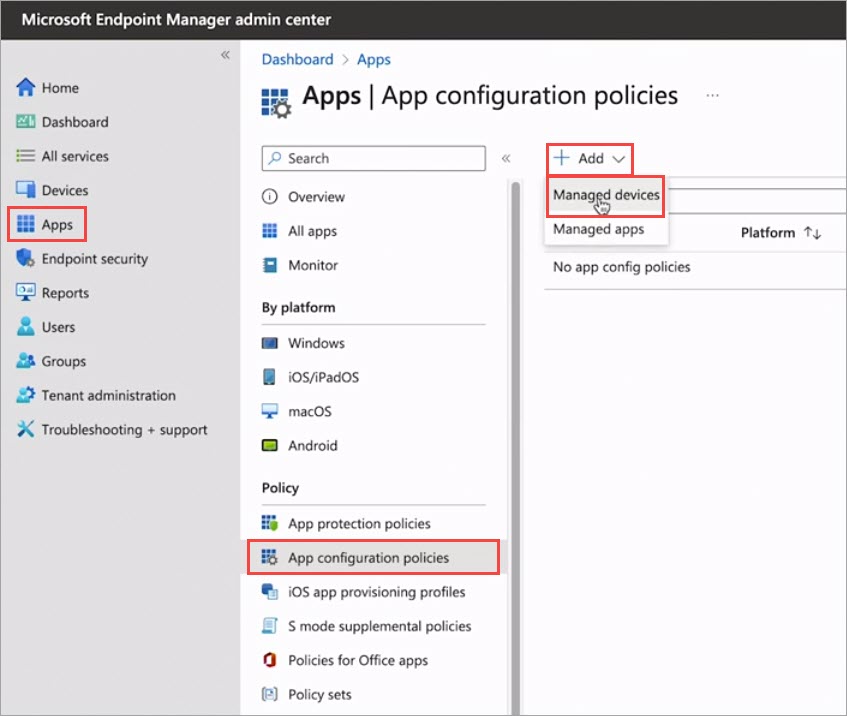 Microsoft Endpoint Manager admin center
«
Home
Dashboard
All services
Devices
Apps
Endpoint security
Reports
Users
Groups
Tenant administration
Troubleshooting + support
Dashboard > Apps
Apps | App configuration policies ...
Search
«
Overview
All apps
Monitor
By platform
Windows
iOS/iPadOS
macOS
Android
Policy
App protection policies
App configuration policies
iOS app provisioning profiles
S mode supplemental policies
Policies for Office apps
Policy sets
+ Add
Managed devices
Managed apps
Platform ↑↓
No app config policies